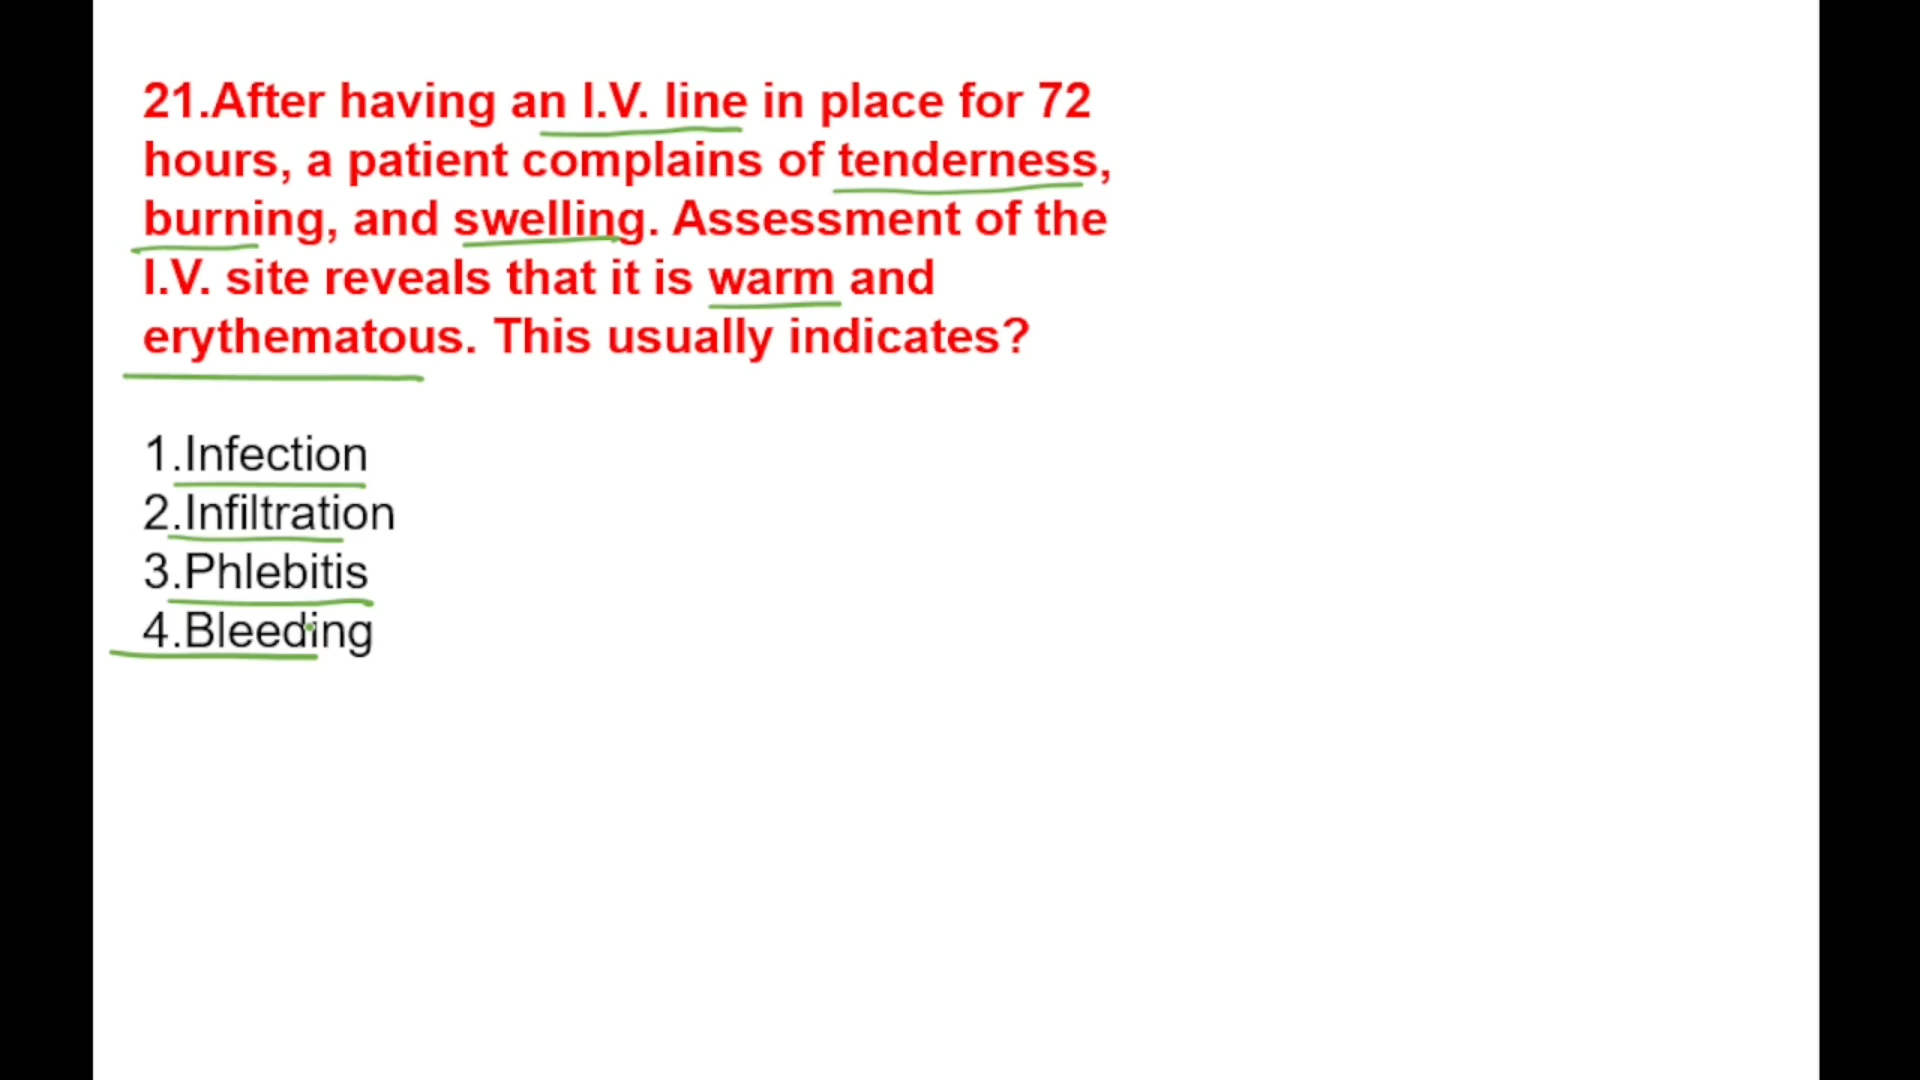 21.After having an I.V. line in place for 72
hours, a patient complains of tenderness,
burning, and swelling. Assessment of the
I.V. site reveals that it is warm and
erythematous. This usually indicates?
1.Infection
2.Infiltration
3.Phlebitis
4.Bleeding